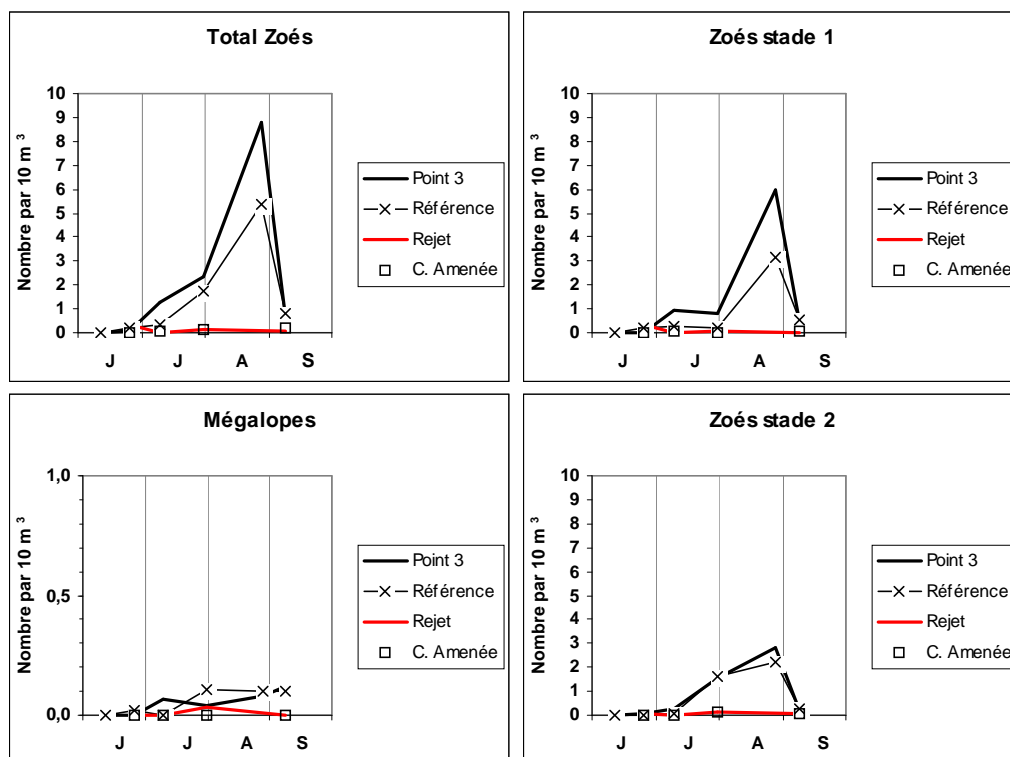 Total Zoés
Nombre par 10 m ³
10
9
8
7
6
5
4
3
2
1
0
J
J
A
S
Point 3
Référence
Rejet
C. Amenée
Zoés stade 1
Nombre par 10 m ³
10
9
8
7
6
5
4
3
2
1
0
J
J
A
S
Point 3
Référence
Rejet
C. Amenée
Mégalopes
Nombre par 10 m ³
1,0
0,5
0,0
J
J
A
S
Point 3
Référence
Rejet
C. Amenée
Zoés stade 2
Nombre par 10 m ³
10
9
8
7
6
5
4
3
2
1
0
J
J
A
S
Point 3
Référence
Rejet
C. Amenée